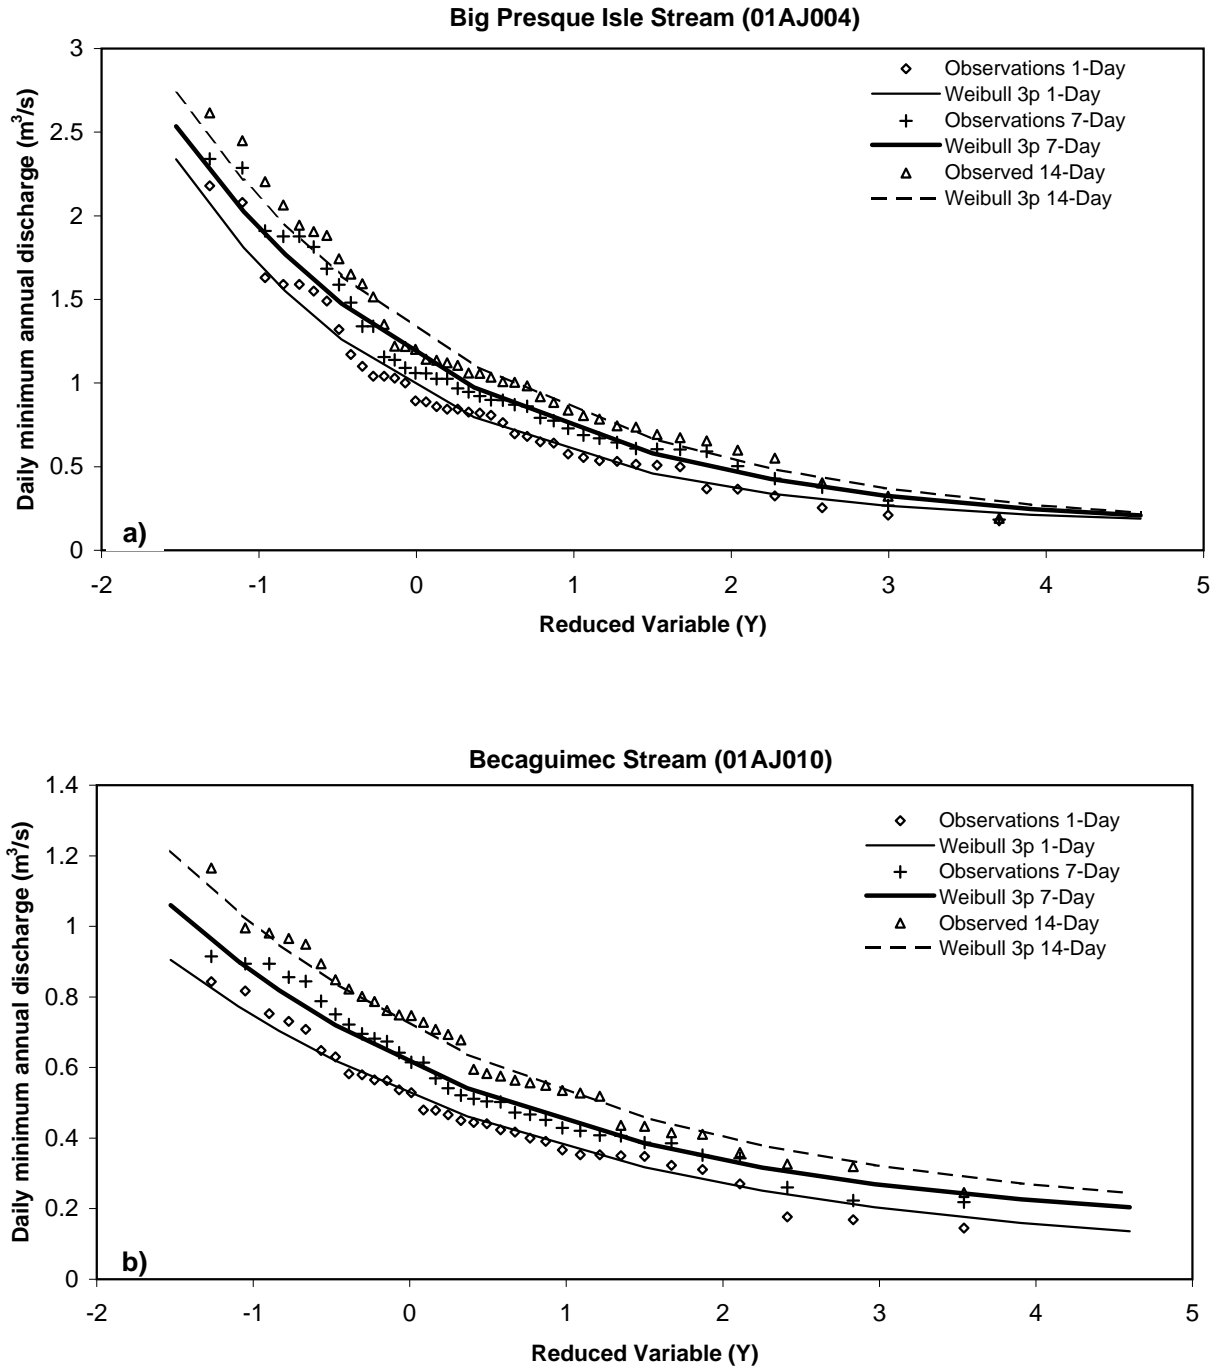 Big Presque Isle Stream (01AJ004)
Daily minimum annual discharge (m³/s)
3
2.5
2
1.5
1
0.5
0
Observations 1-Day
Weibull 3p 1-Day
Observations 7-Day
Weibull 3p 7-Day
Observed 14-Day
Weibull 3p 14-Day
a)
-2 -1 0 1 2 3 4 5
Reduced Variable (Y)
Becaguimec Stream (01AJ010)
Daily minimum annual discharge (m³/s)
1.4
1.2
1
0.8
0.6
0.4
0.2
0
Observations 1-Day
Weibull 3p 1-Day
Observations 7-Day
Weibull 3p 7-Day
Observed 14-Day
Weibull 3p 14-Day
b)
-2 -1 0 1 2 3 4 5
Reduced Variable (Y)